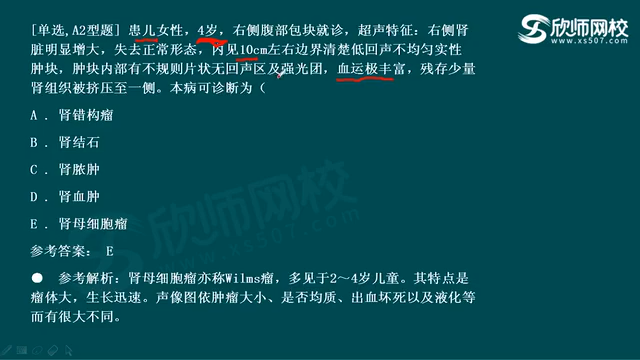 欣师网校
www.xs507.com
[单选,A2型题] 患儿女性，4岁，右侧腹部包块就诊，超声特征：右侧肾
脏明显增大，失去正常形态，内见10cm左右边界清楚低回声不均匀实性
肿块，肿块内部有不规则片状无回声区及强光团，血运极丰富，残存少量
肾组织被挤压至一侧。本病可诊断为（
A . 肾错构瘤
B . 肾结石
C . 肾脓肿
D . 肾血肿
E . 肾母细胞瘤
参考答案： E
● 参考解析：肾母细胞瘤亦称Wilms瘤，多见于2～4岁儿童。其特点是
瘤体大，生长迅速。声像图依肿瘤大小、是否均质、出血坏死以及液化等
而有很大不同。
欣师网校
www.xs507.com